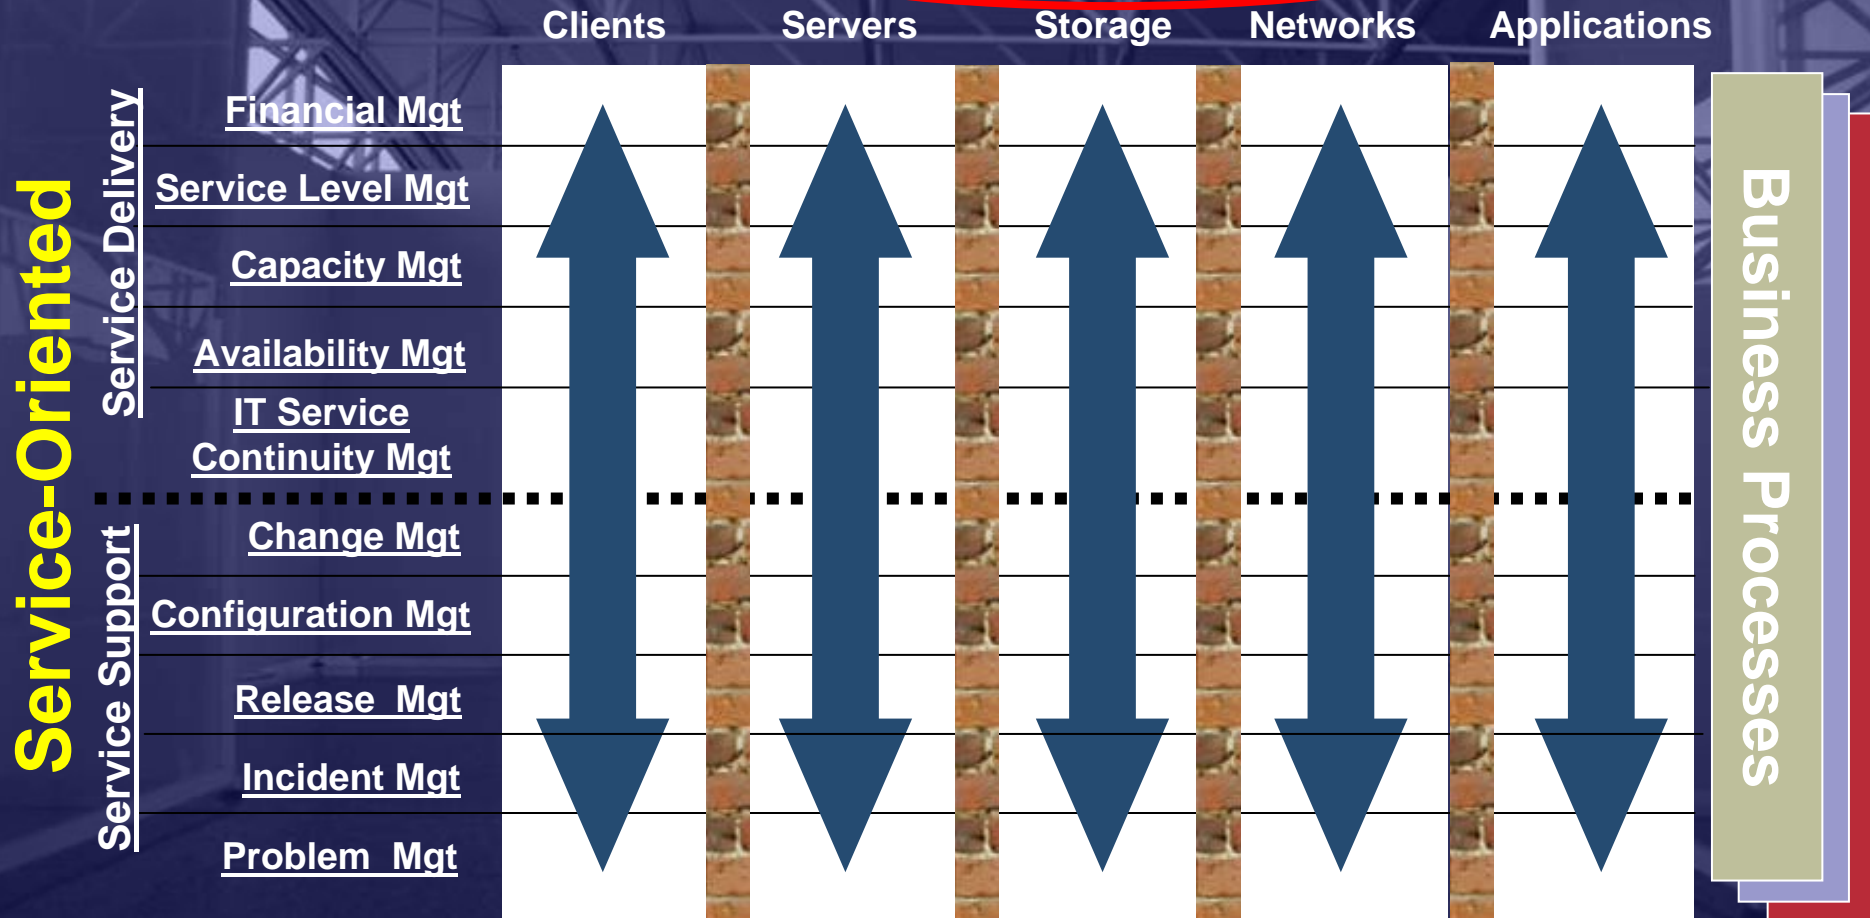 Clients Servers Storage Networks Applications
Service-Oriented
Service Delivery
Financial Mgt
Service Level Mgt
Capacity Mgt
Availability Mgt
IT Service
Continuity Mgt
Service Support
Change Mgt
Configuration Mgt
Release  Mgt
Incident Mgt
Problem  Mgt
Business Processes